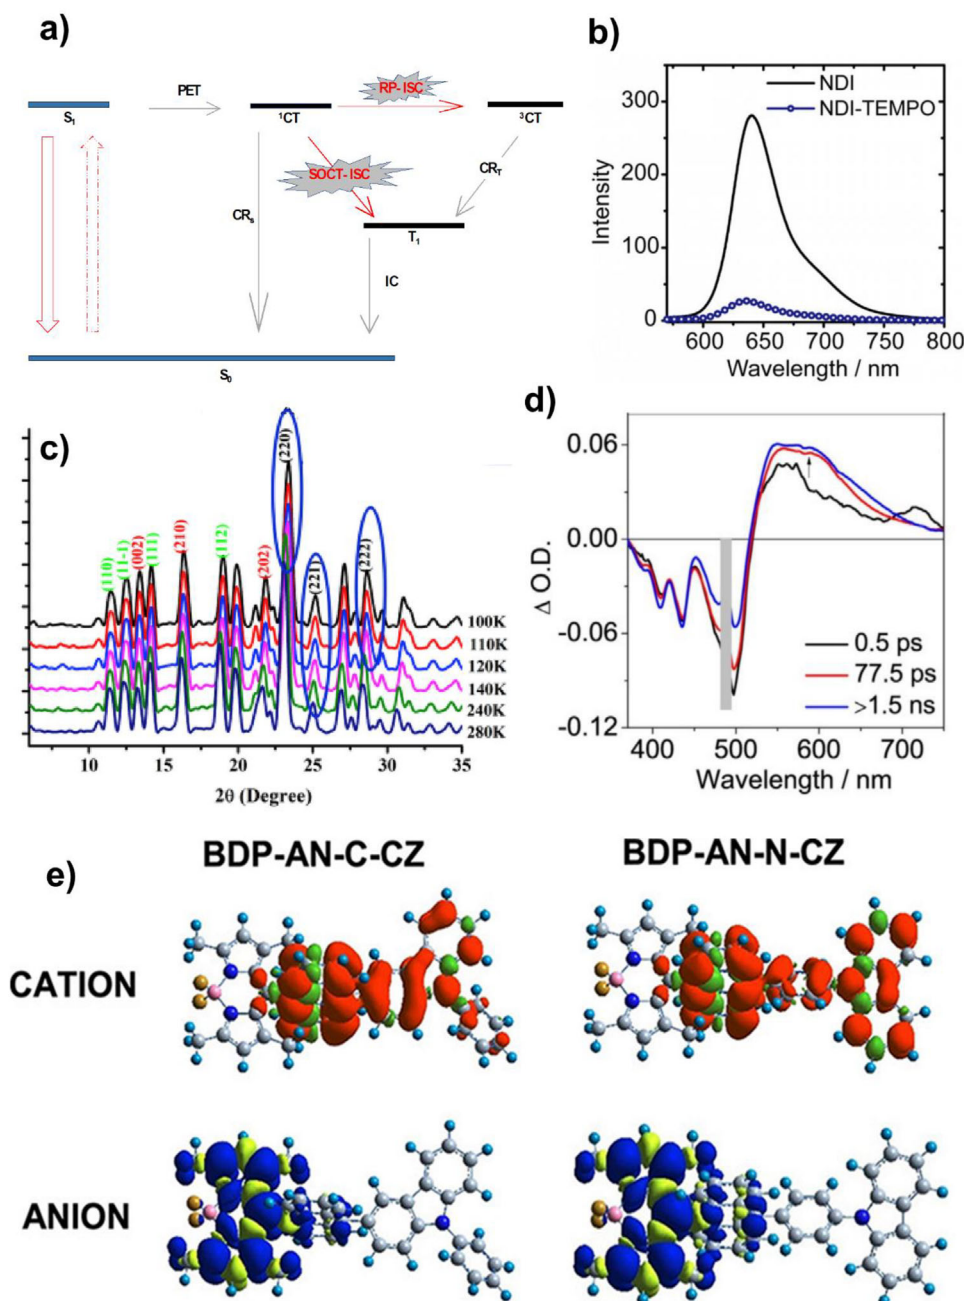 a)
PET
RP- ISC
S1
1CT
3CT
SOCT- ISC
CRs
CRT
T1
IC
S0
b)
NDI
NDI-TEMPO
300
200
100
0
Intensity
600 650 700 750 800
Wavelength / nm
c)
(110)
(11-1)
(002)
(111)
(210)
(112)
(202)
(220)
(221)
(222)
100K
110K
120K
140K
240K
280K
10 15 20 25 30 35
2θ (Degree)
d)
0.06
0.00
-0.06
-0.12
Δ O.D.
0.5 ps
77.5 ps
>1.5 ns
400 500 600 700
Wavelength / nm
e)
BDP-AN-C-CZ
BDP-AN-N-CZ
CATION
ANION